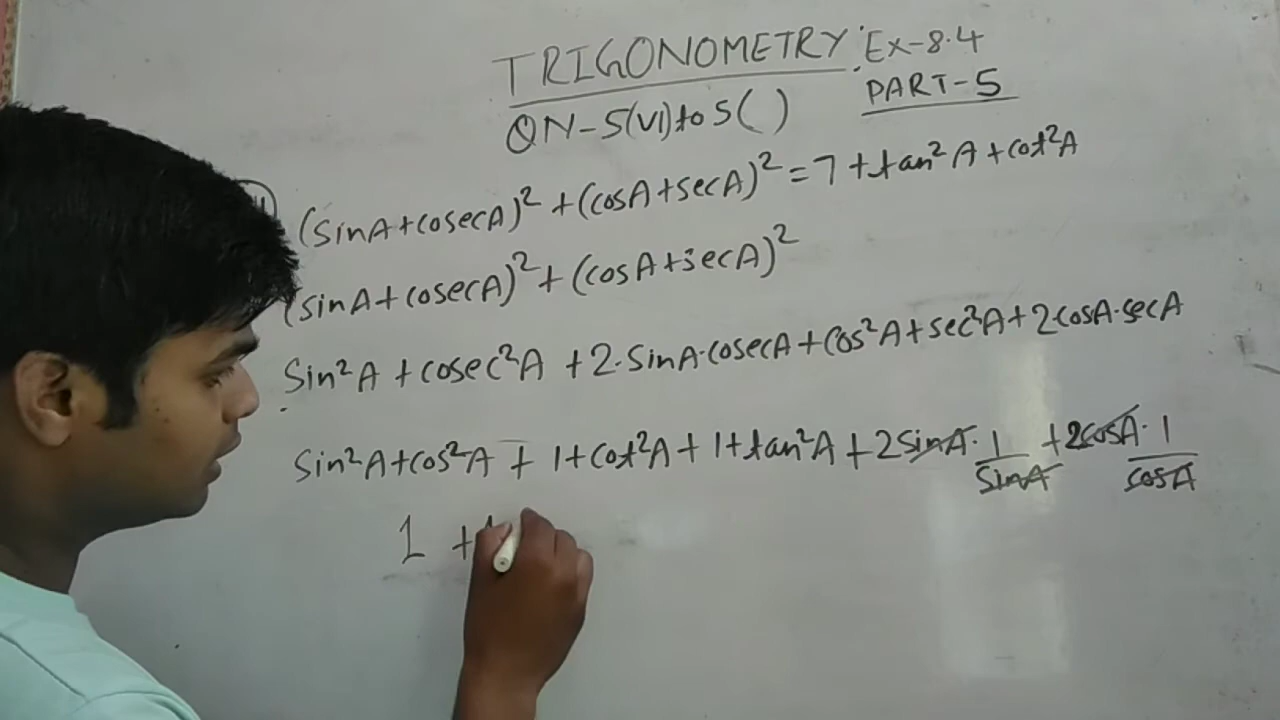 TRIGONOMETRY : Ex-8.4
PART-5
QN-5(VI) to 5( )
(sinA+cosecA)²+(cosA+secA)²=7+tan²A+cot²A
(sinA+cosecA)²+(cosA+secA)²
Sin²A+cosec²A+2.SinA.cosecA+Cos²A+sec²A+2cosA.secA
Sin²A+cos²A+1+cot²A+1+tan²A+2sinA.1/SinA+2cosA.1/cosA
1 +